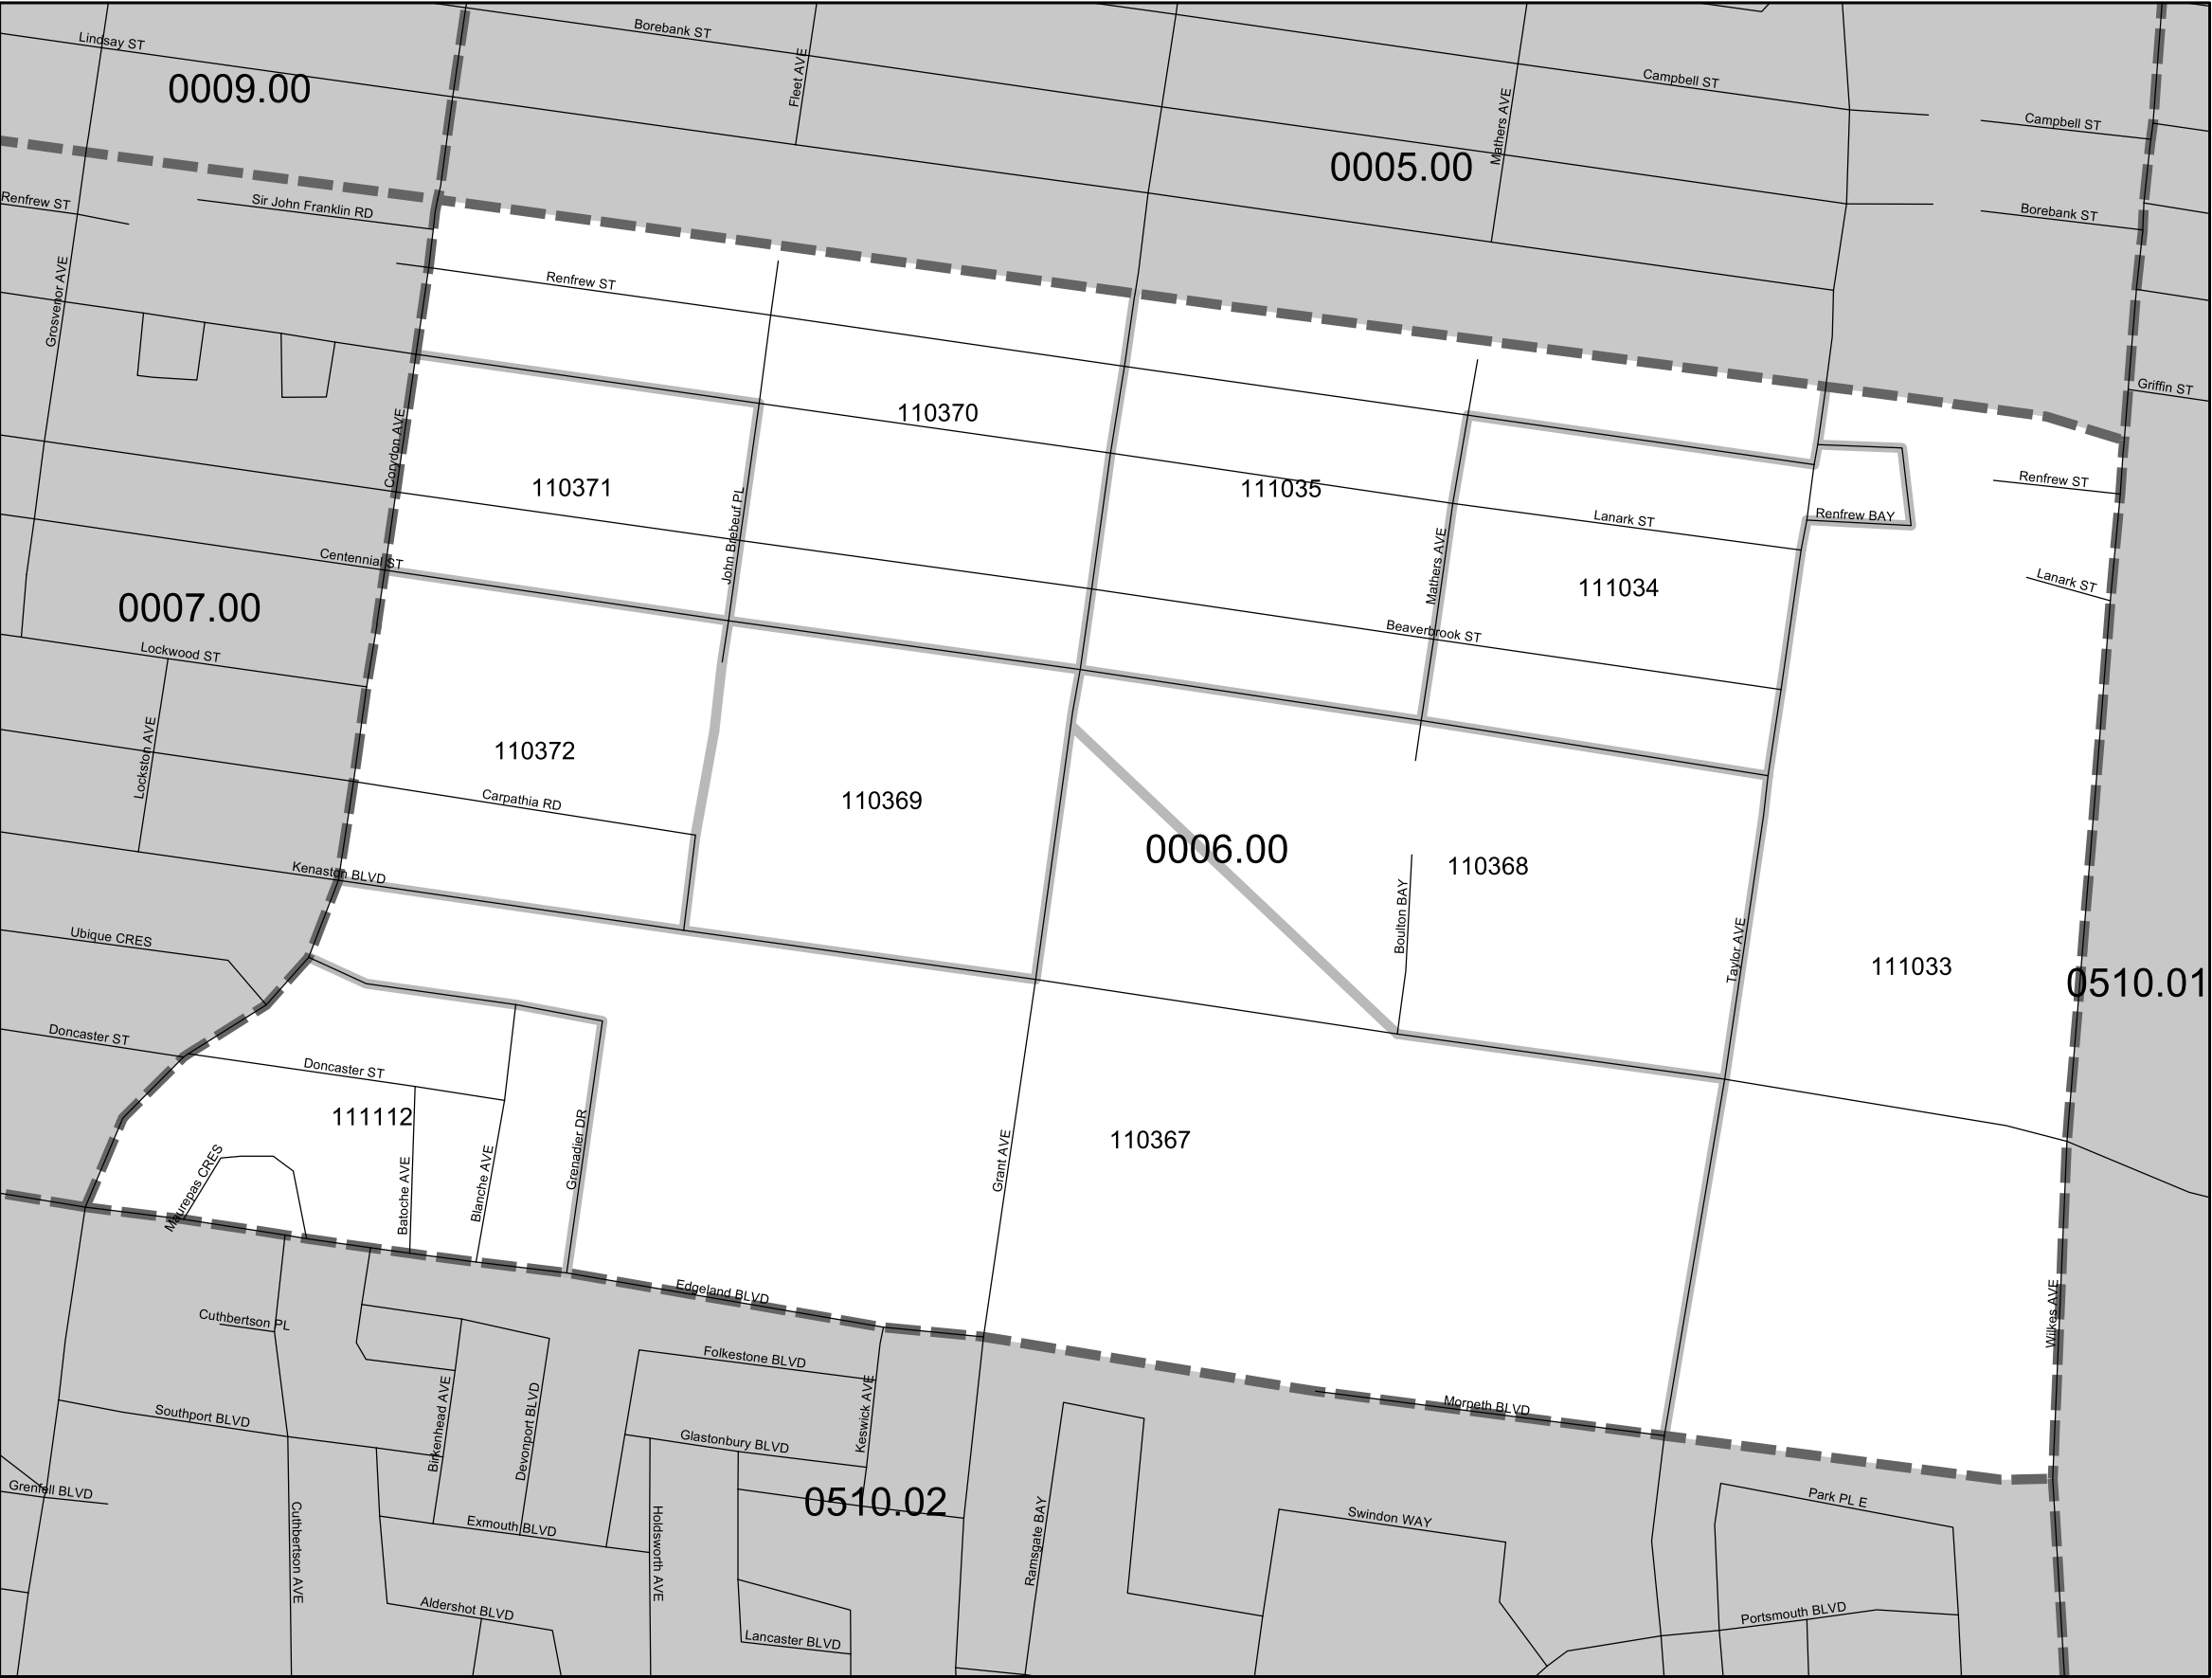 Borebank ST
Lindsay ST
Fleet AVE
Campbell ST
0009.00
Mathers AVE
Campbell ST
0005.00
Renfrew ST
Sir John Franklin RD
Borebank ST
Grosvenor AVE
Renfrew ST
Griffin ST
110370
Corydon AVE
110371
111035
Renfrew ST
John Brebeuf PL
Lanark ST
Renfrew BAY
Centennial ST
Mathers AVE
111034
Lanark ST
0007.00
Beaverbrook ST
Lockwood ST
Lockston AVE
110372
Carpathia RD
110369
0006.00
110368
Kenaston BLVD
Boulton BAY
Ubique CRES
Taylor AVE
111033
0510.01
Doncaster ST
Doncaster ST
111112
Grenadier DR
110367
Maurepas CRES
Batoche AVE
Blanche AVE
Grant AVE
Edgeland BLVD
Wilkes AVE
Cuthbertson PL
Folkestone BLVD
Southport BLVD
Birkenhead AVE
Devonport BLVD
Keswick AVE
Morpeth BLVD
Glastonbury BLVD
Grenfell BLVD
0510.02
Park PL E
Cuthbertson AVE
Exmouth BLVD
Holdsworth AVE
Ramsgate BAY
Swindon WAY
Aldershot BLVD
Lancaster BLVD
Portsmouth BLVD